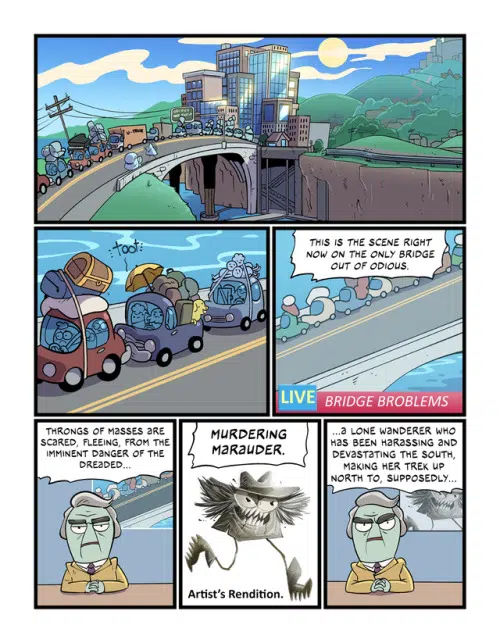 U-TRUK
toot
THIS IS THE SCENE RIGHT
NOW ON THE ONLY BRIDGE
OUT OF ODIOUS.
LIVE
BRIDGE BROBLEMS
THRONGS OF MASSES ARE
SCARED, FLEEING, FROM THE
IMMINENT DANGER OF THE
DREADED...
MURDERING
MARAUDER.
Artist's Rendition.
...A LONE WANDERER WHO
HAS BEEN HARASSING AND
DEVASTATING THE SOUTH,
MAKING HER TREK UP
NORTH TO, SUPPOSEDLY...